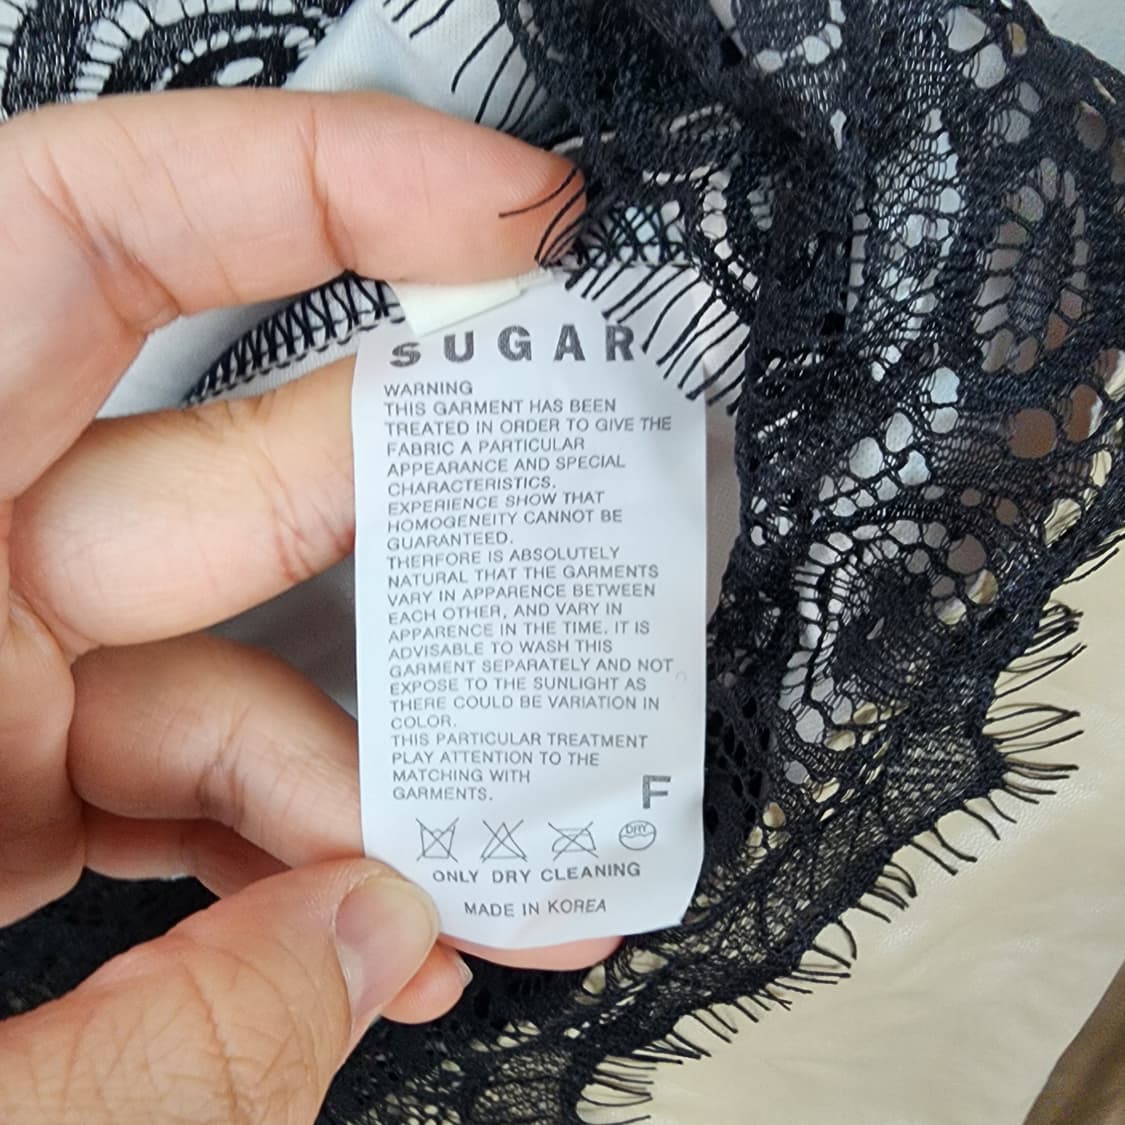 SUGAR
WARNING
THIS GARMENT HAS BEEN
TREATED IN ORDER TO GIVE THE
FABRIC A PARTICULAR
APPEARANCE AND SPECIAL
CHARACTERISTICS.
EXPERIENCE SHOW THAT
HOMOGENEITY CANNOT BE
GUARANTEED.
THERFORE IS ABSOLUTELY
NATURAL THAT THE GARMENTS
VARY IN APPARENCE BETWEEN
EACH OTHER, AND VARY IN
APPARENCE IN THE TIME. IT IS
ADVISABLE TO WASH THIS
GARMENT SEPARATELY AND NOT
EXPOSE TO THE SUNLIGHT AS
THERE COULD BE VARIATION IN
COLOR.
THIS PARTICULAR TREATMENT
PLAY ATTENTION TO THE
MATCHING WITH
GARMENTS.
F
DRY
ONLY DRY CLEANING
MADE IN KOREA